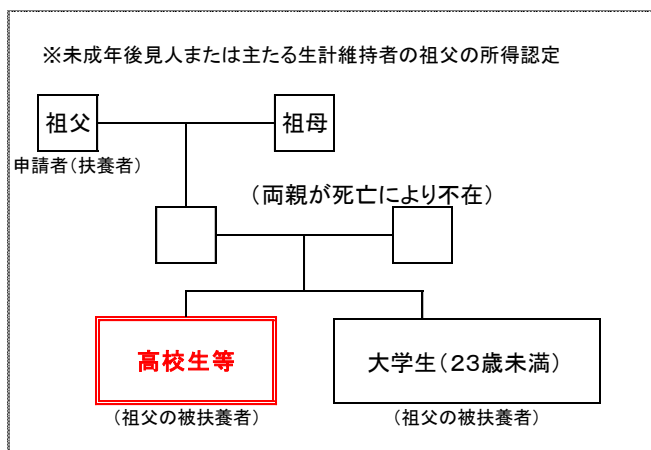 ※未成年後見人または主たる生計維持者の祖父の所得認定
祖父
祖母
申請者(扶養者)
(両親が死亡により不在)
高校生等
大学生(23歳未満)
(祖父の被扶養者)
(祖父の被扶養者)